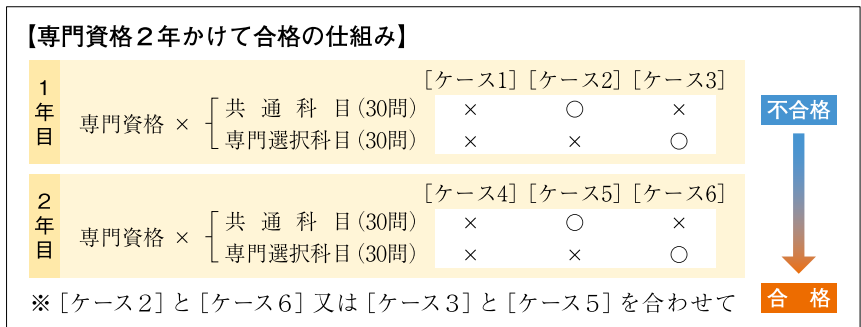 【専門資格２年かけて合格の仕組み】
1年目
[ケース1] [ケース2] [ケース3]
専門資格 ×
共通科目(30問) × ○ ×
専門選択科目(30問) × × ○
不合格
2年目
[ケース4] [ケース5] [ケース6]
専門資格 ×
共通科目(30問) × ○ ×
専門選択科目(30問) × × ○
※［ケース２］と［ケース６］又は［ケース３］と［ケース５］を合わせて
合格